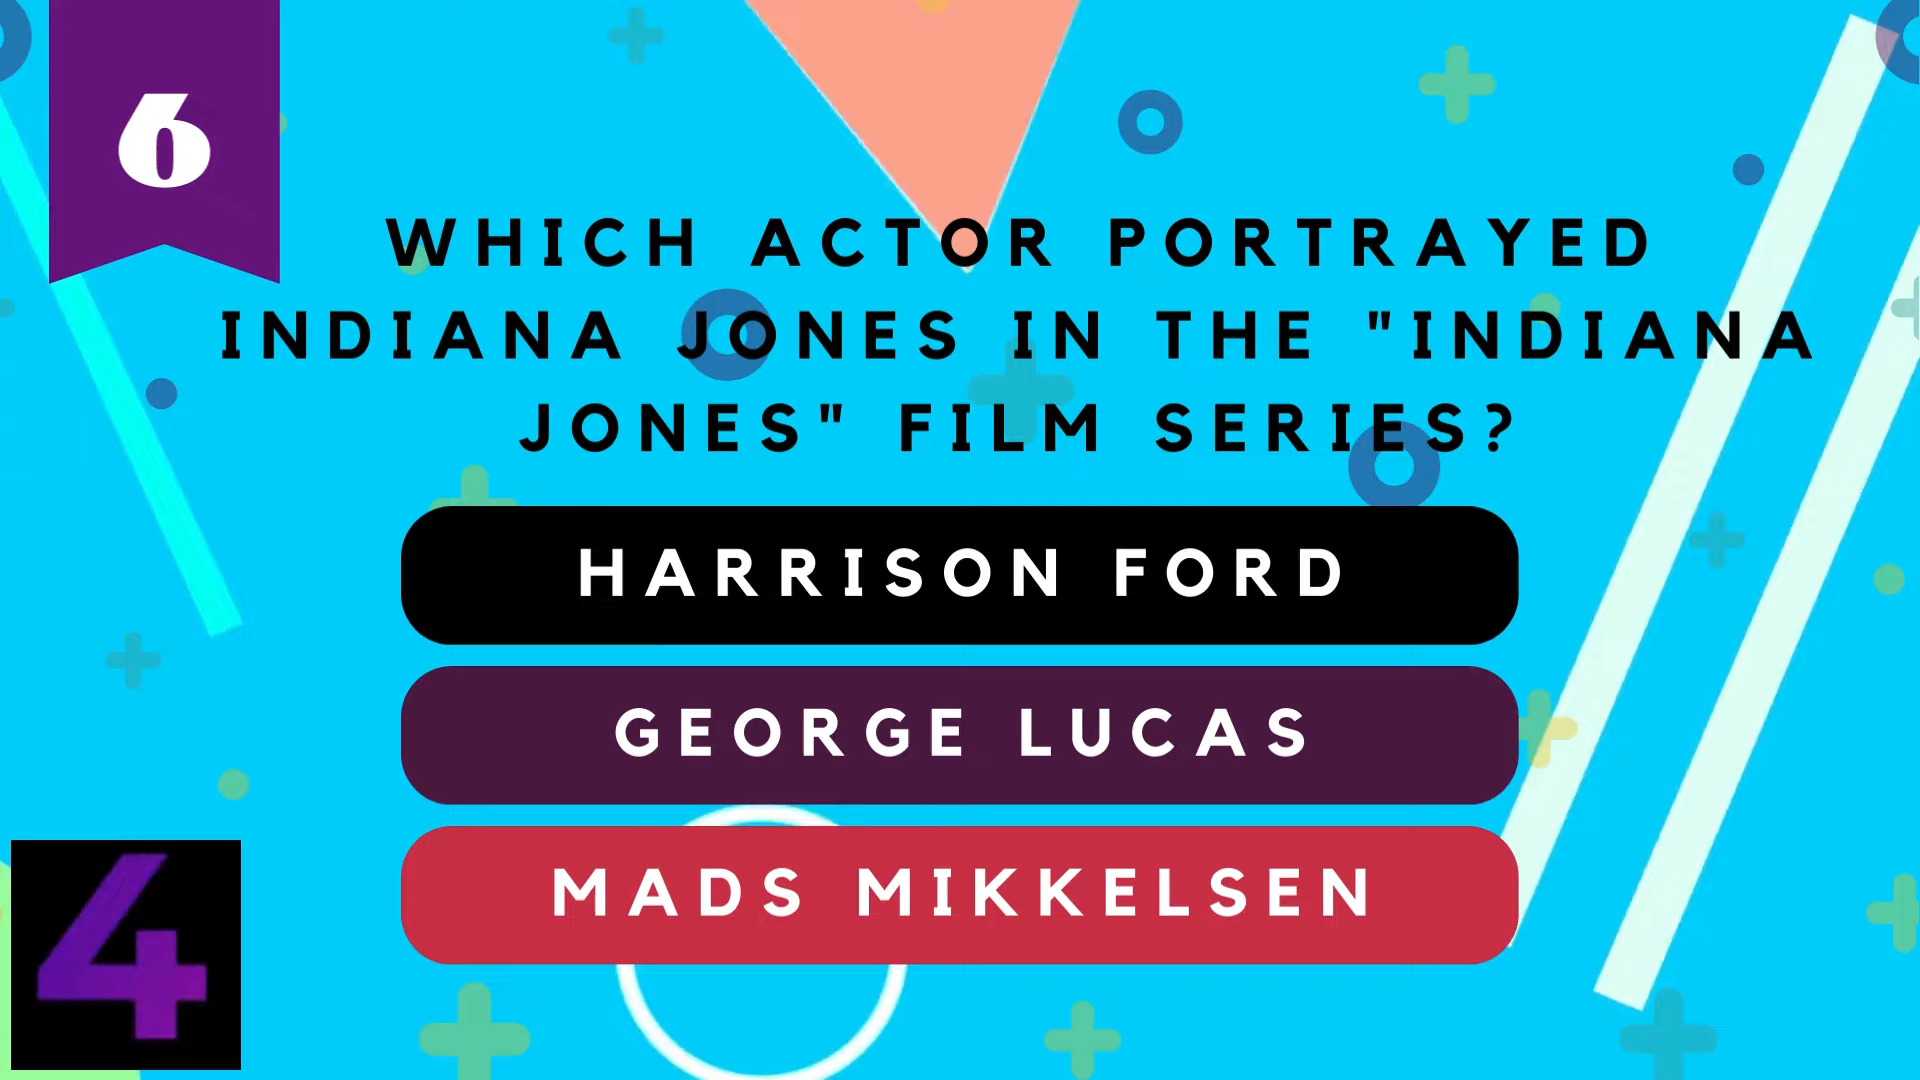 6
WHICH ACTOR PORTRAYED
INDIANA JONES IN THE "INDIANA
JONES" FILM SERIES?
HARRISON FORD
GEORGE LUCAS
MADS MIKKELSEN
4